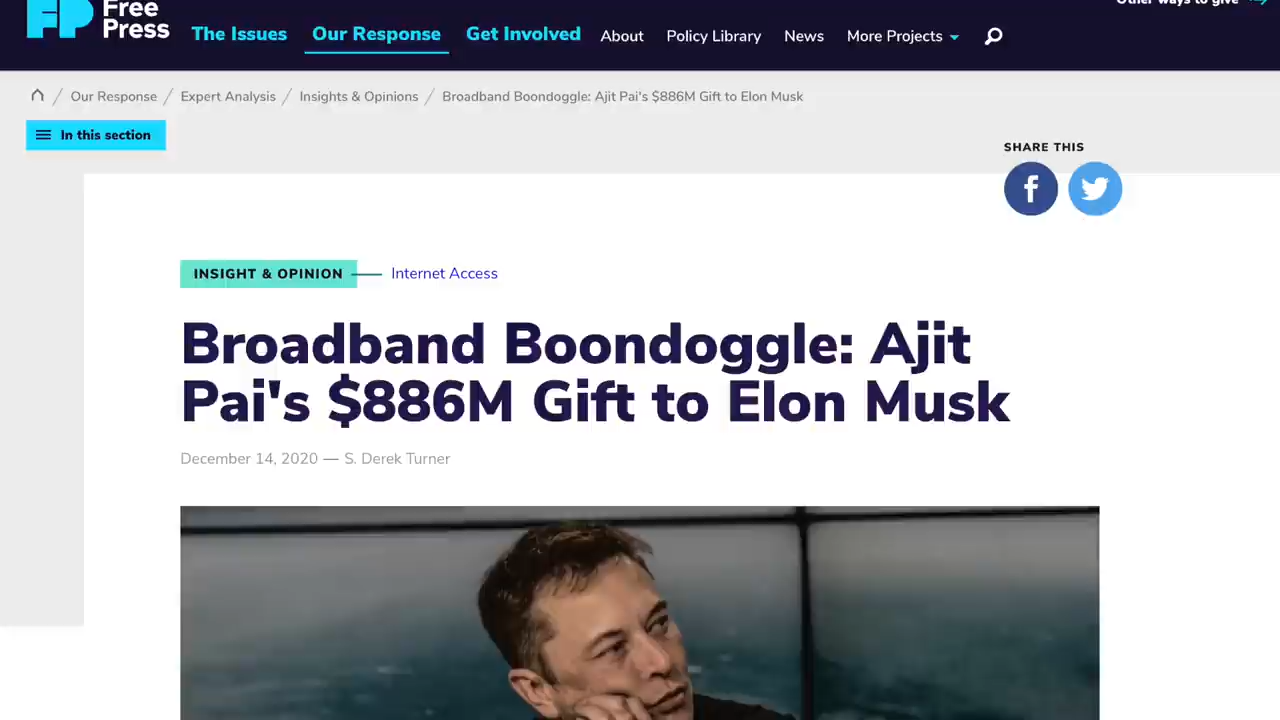 Other ways to give
FP Free
Press
The Issues Our Response Get Involved About Policy Library News More Projects
Our Response / Expert Analysis / Insights & Opinions / Broadband Boondoggle: Ajit Pai's $886M Gift to Elon Musk
In this section
SHARE THIS
INSIGHT & OPINION Internet Access
Broadband Boondoggle: Ajit
Pai's $886M Gift to Elon Musk
December 14, 2020 — S. Derek Turner